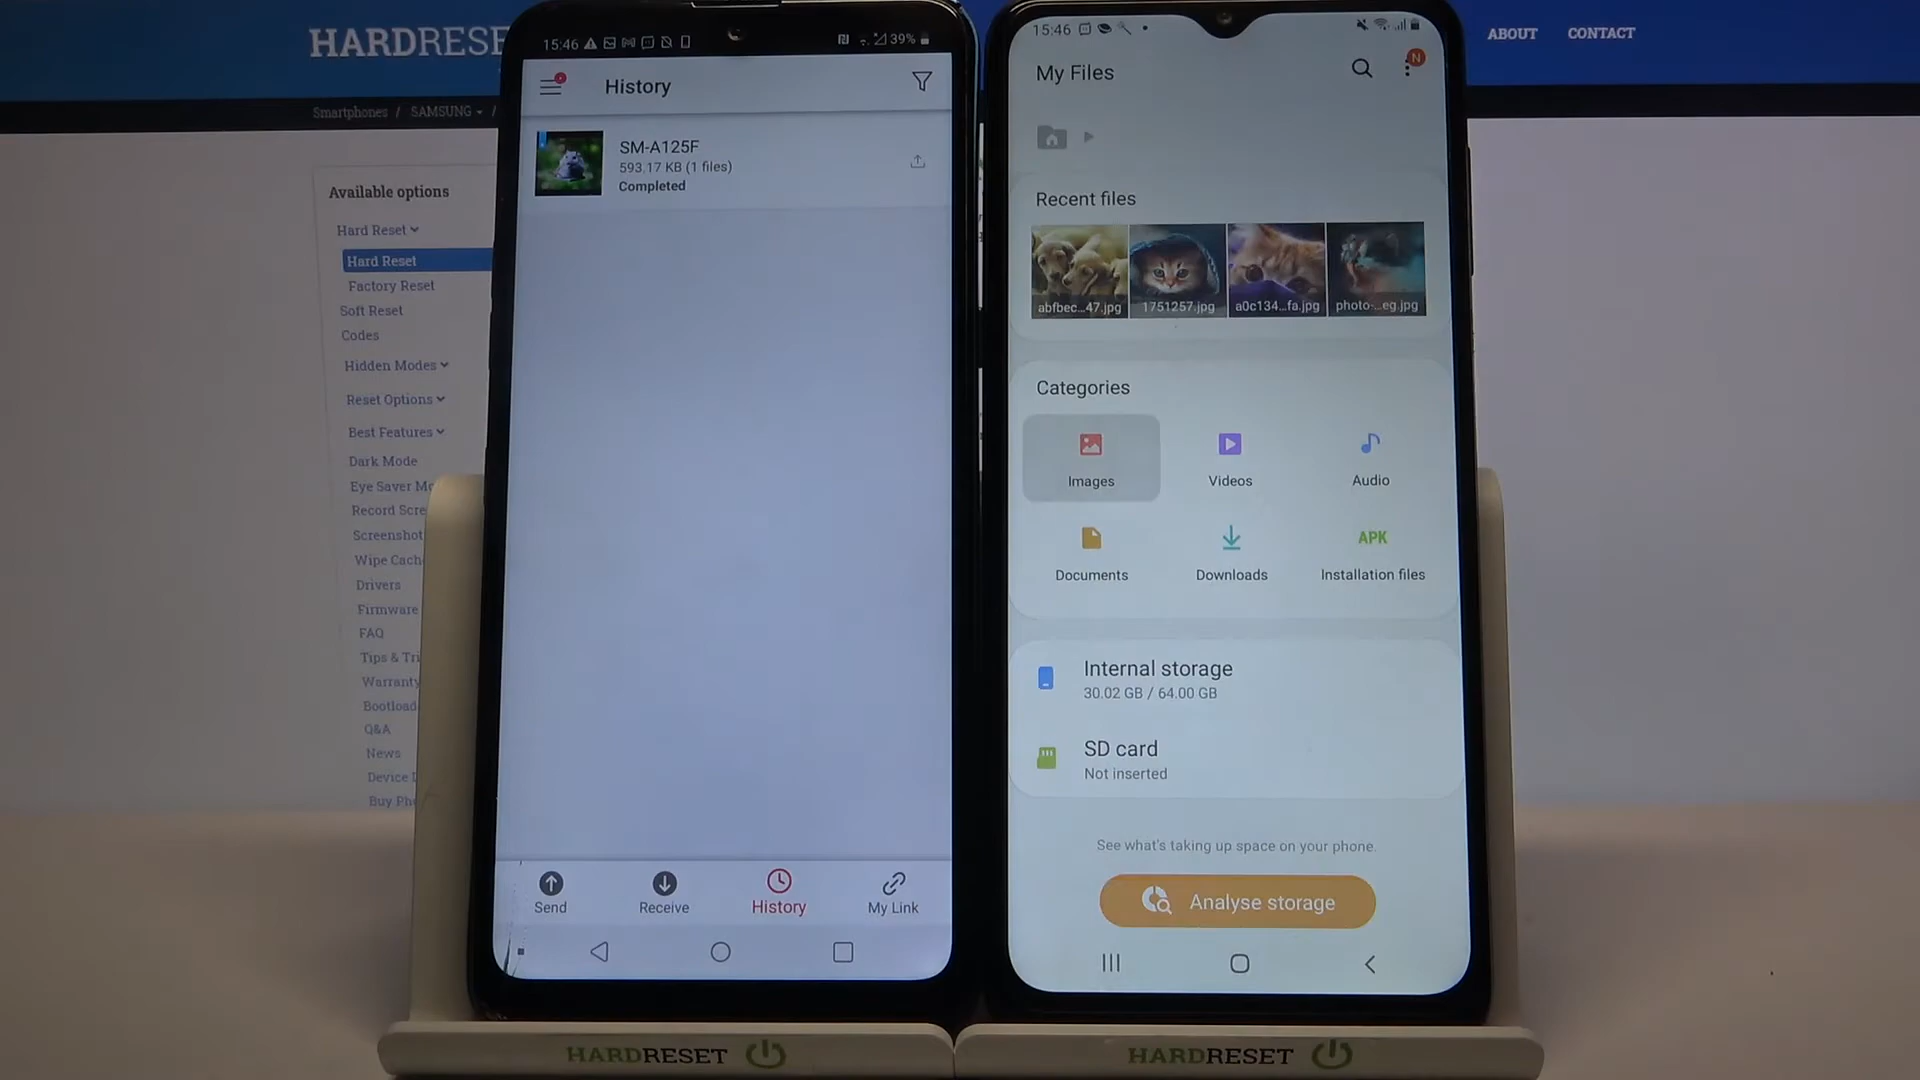 HARDRESE
ABOUT
CONTACT
Smartphones / SAMSUNG /
Available options
Hard Reset
Hard Reset
Factory Reset
Soft Reset
Codes
Hidden Modes
Reset Options
Best Features
Dark Mode
Eye Saver Mo
Record Scre
Screenshot
Wipe Cach
Drivers
Firmware
FAQ
Tips & Tri
Warranty
Bootload
Q&A
News
Device
Buy Pho
15:46
39%
History
SM-A125F
593.17 KB (1 files)
Completed
Send
Receive
History
My Link
15:46
My Files
N
Recent files
abfbec...47.jpg
1751257.jpg
a0c134...fa.jpg
photo-...eg.jpg
Categories
Images
Videos
Audio
APK
Documents
Downloads
Installation files
Internal storage
30.02 GB / 64.00 GB
SD card
Not inserted
See what's taking up space on your phone.
Analyse storage
HARDRESET
HARDRESET